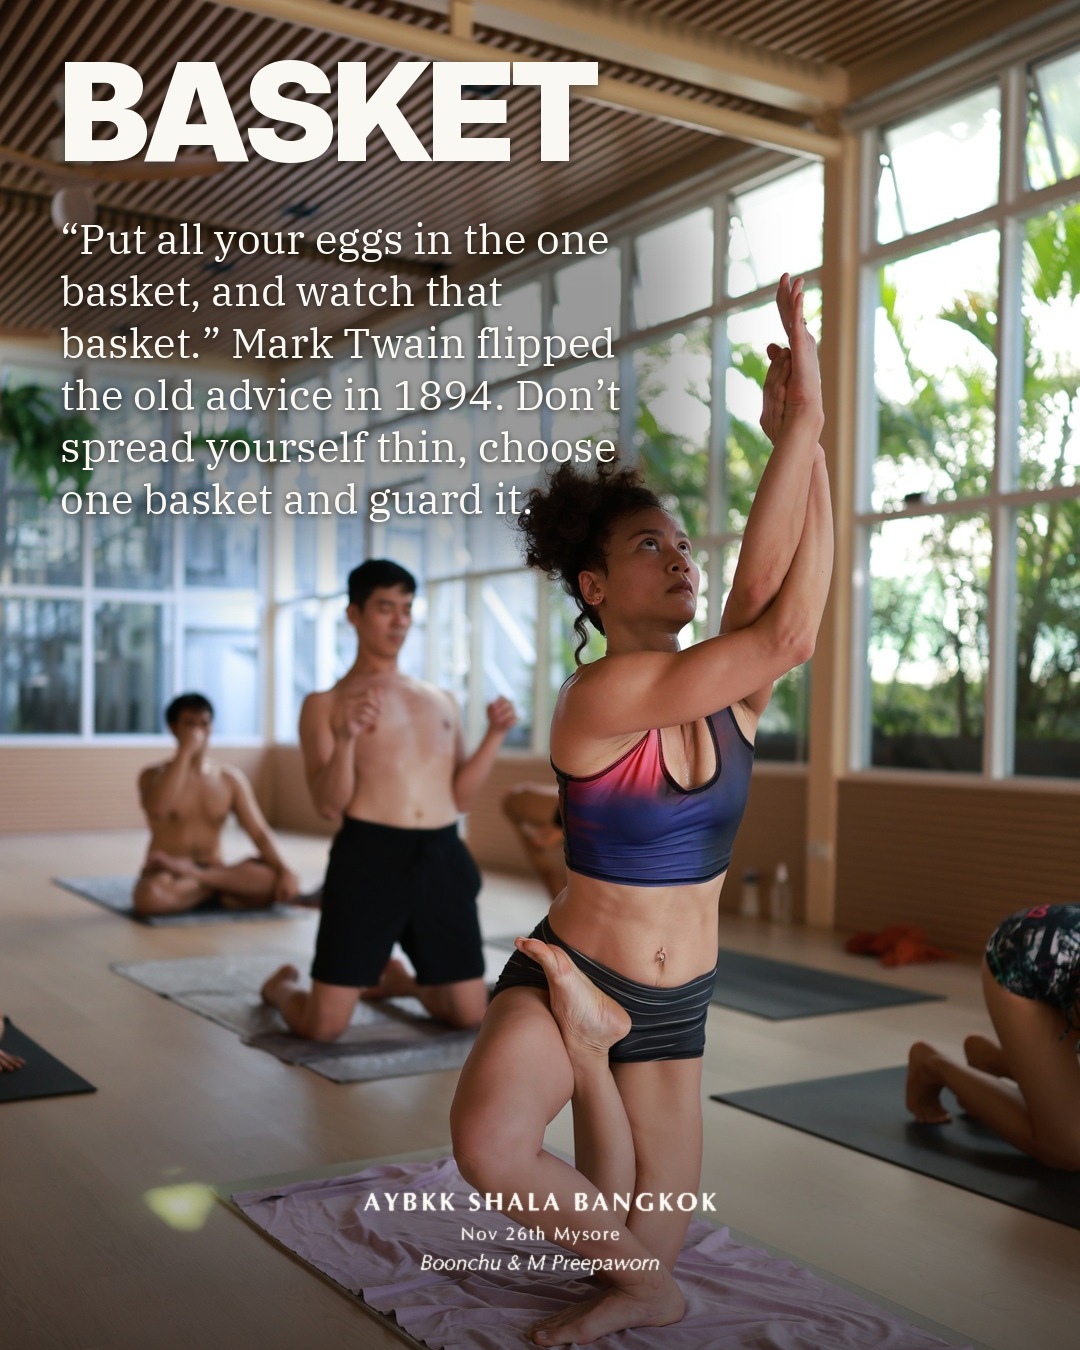 BASKET
“Put all your eggs in the one
basket, and watch that
basket.” Mark Twain flipped
the old advice in 1894. Don’t
spread yourself thin, choose
one basket and guard it.
AYBKK SHALA BANGKOK
Nov 26th Mysore
Boonchu & M Preepaworn